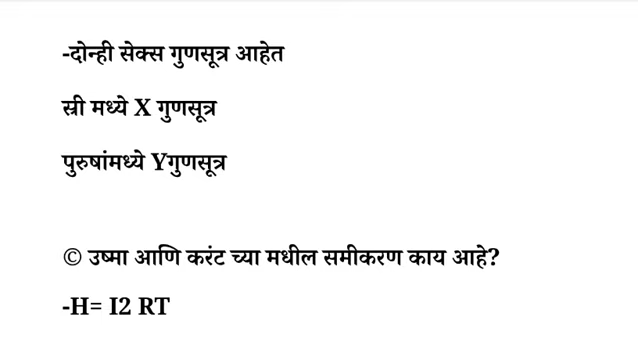 -दोन्ही सेक्स गुणसूत्र आहेत
स्री मध्ये X गुणसूत्र
पुरुषांमध्ये Yगुणसूत्र
© उष्मा आणि करंट च्या मधील समीकरण काय आहे?
-H= I2 RT